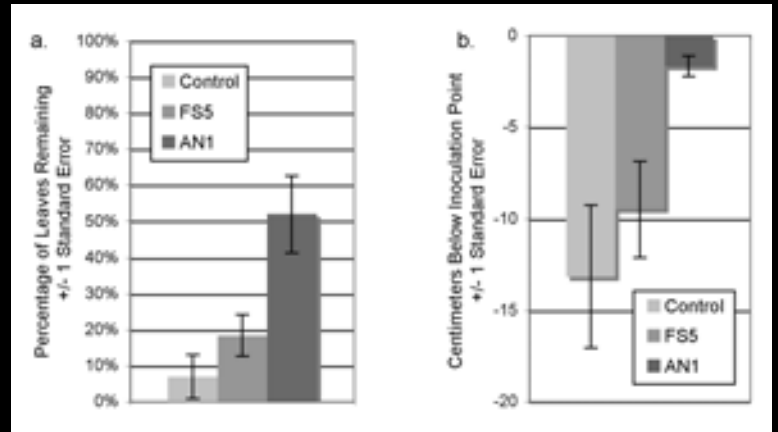 a.
Percentage of Leaves Remaining
+/- 1 Standard Error
100%
90%
80%
70%
60%
50%
40%
30%
20%
10%
0%
Control
FS5
AN1
b.
Centimeters Below Inoculation Point
+/- 1 Standard Error
0
-5
-10
-15
-20
Control
FS5
AN1